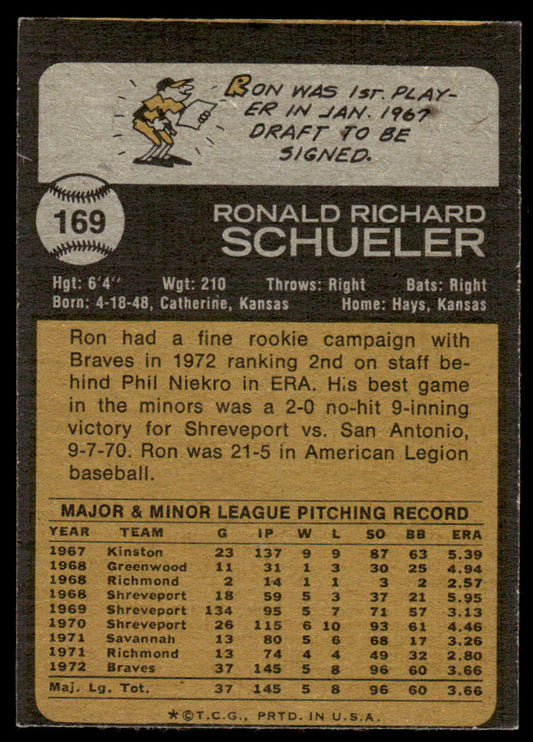 RON WAS 1ST. PLAY-
ER IN JAN. 1967
DRAFT TO BE
SIGNED.
169
RONALD RICHARD
SCHUELER
Hgt: 6'4" Wgt: 210 Throws: Right Bats: Right
Born: 4-18-48, Catherine, Kansas Home: Hays, Kansas
Ron had a fine rookie campaign with
Braves in 1972 ranking 2nd on staff be-
hind Phil Niekro in ERA. His best game
in the minors was a 2-0 no-hit 9-inning
victory for Shreveport vs. San Antonio,
9-7-70. Ron was 21-5 in American Legion
baseball.
MAJOR & MINOR LEAGUE PITCHING RECORD
YEAR TEAM G IP W L SO BB ERA
1967 Kinston 23 137 9 9 87 63 5.39
1968 Greenwood 11 31 1 3 30 25 4.94
1968 Richmond 2 14 1 1 3 2 2.57
1968 Shreveport 18 59 5 3 37 21 5.95
1969 Shreveport 134 95 5 7 71 57 3.13
1970 Shreveport 26 115 6 10 93 61 4.46
1971 Savannah 13 80 5 6 68 17 3.26
1971 Richmond 13 74 4 4 49 32 2.80
1972 Braves 37 145 5 8 96 60 3.66
Maj. Lg. Tot. 37 145 5 8 96 60 3.66
*©T.C.G., PRTD. IN U.S.A.